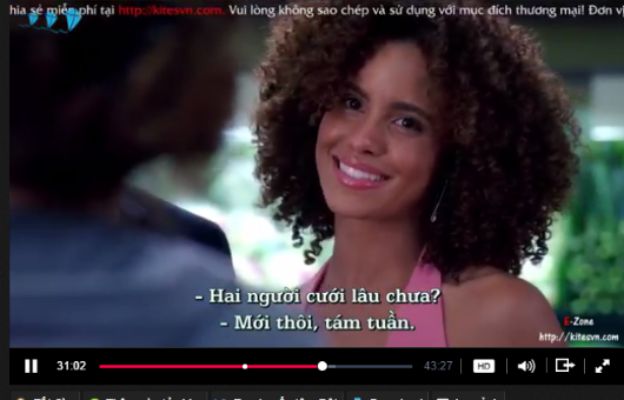 hia sẻ miễn phí tại http://kitesvn.com. Vui lòng không sao chép và sử dụng với mục đích thương mại! Đơn vị
- Hai người cưới lâu chưa?
- Mới thôi, tám tuần.
E-Zone
http://kitesvn.com
31:02
43:27
HD